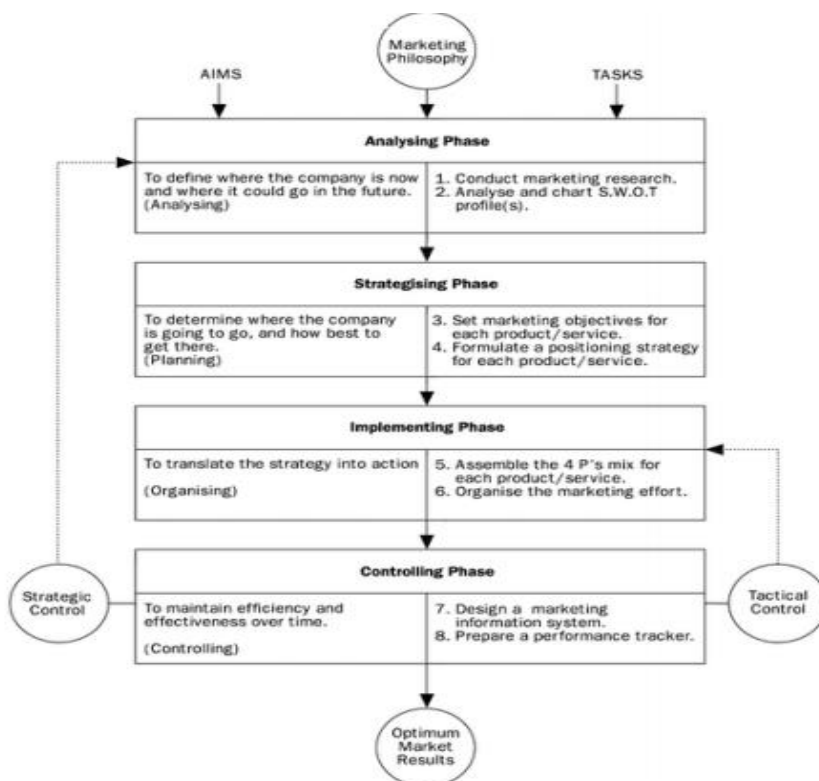 Marketing
Philosophy
AIMS
TASKS
Analysing Phase
To define where the company is now
and where it could go in the future.
(Analysing)
1. Conduct marketing research.
2. Analyse and chart S.W.O.T
profile(s).
Strategising Phase
To determine where the company
is going to go, and how best to
get there.
(Planning)
3. Set marketing objectives for
each product/service.
4. Formulate a positioning strategy
for each product/service.
Implementing Phase
To translate the strategy into action
(Organising)
5. Assemble the 4 P's mix for
each product/service.
6. Organise the marketing effort.
Controlling Phase
Strategic
Control
To maintain efficiency and
effectiveness over time.
(Controlling)
7. Design a marketing
information system.
8. Prepare a performance tracker.
Tactical
Control
Optimum
Market
Results